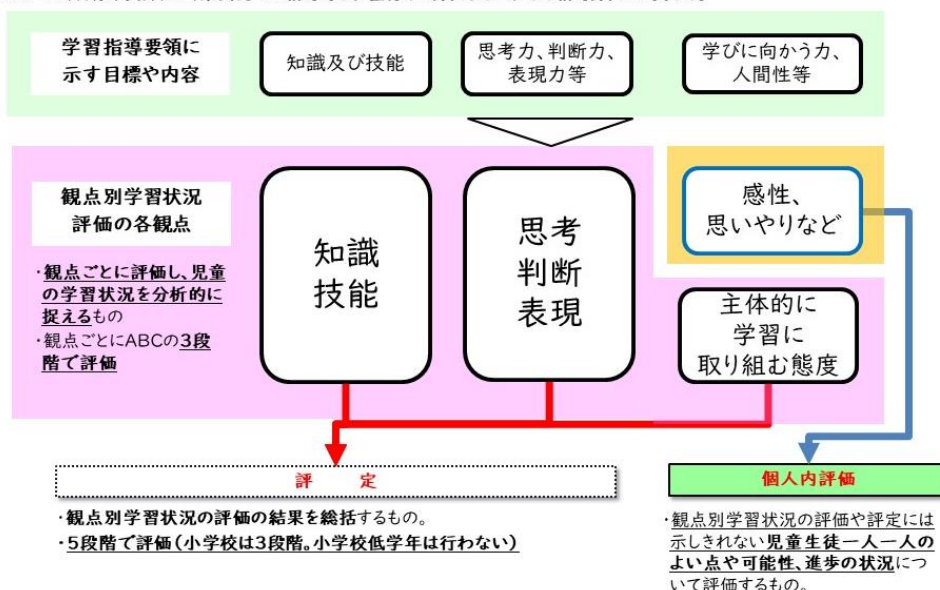 学習指導要領に
示す目標や内容
知識及び技能
思考力、判断力、
表現力等
学びに向かう力、
人間性等
観点別学習状況
評価の各観点
・観点ごとに評価し、児童
の学習状況を分析的に
捉えるもの
・観点ごとにABCの3段
階で評価
知識
技能
思考
判断
表現
感性、
思いやりなど
主体的に
学習に
取り組む態度
評　定
・観点別学習状況の評価の結果を総括するもの。
・5段階で評価(小学校は3段階。小学校低学年は行わない)
個人内評価
・観点別学習状況の評価や評定には
示しきれない児童生徒一人一人の
よい点や可能性、進歩の状況につ
いて評価するもの。